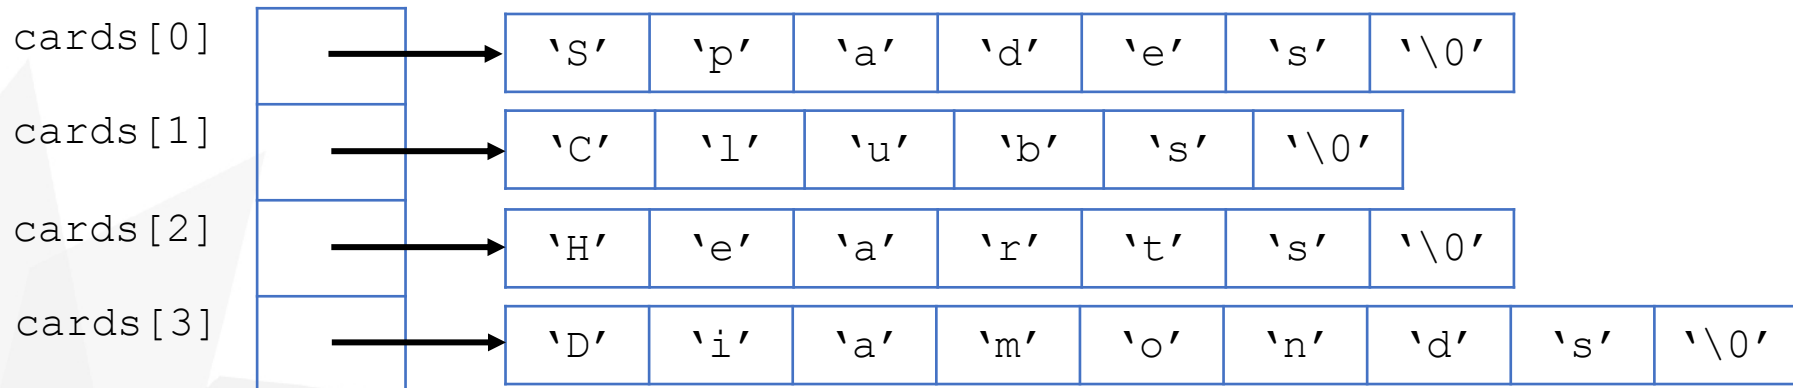 cards[0] ‘S’ ‘p’ ‘a’ ‘d’ ‘e’ ‘s’ ‘\0’
cards[1] ‘C’ ‘l’ ‘u’ ‘b’ ‘s’ ‘\0’
cards[2] ‘H’ ‘e’ ‘a’ ‘r’ ‘t’ ‘s’ ‘\0’
cards[3] ‘D’ ‘i’ ‘a’ ‘m’ ‘o’ ‘n’ ‘d’ ‘s’ ‘\0’